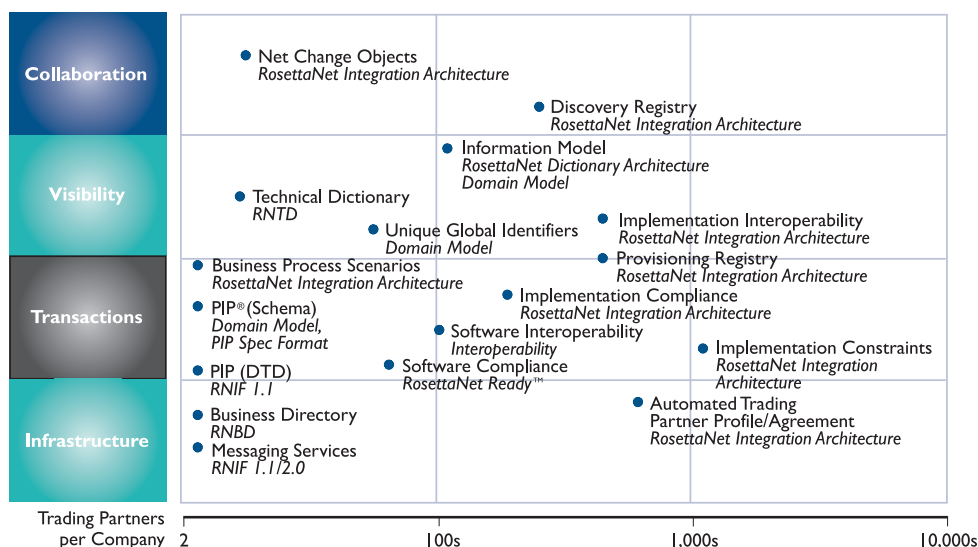 Collaboration
Net Change Objects
RosettaNet Integration Architecture
Discovery Registry
RosettaNet Integration Architecture
Visibility
Information Model
RosettaNet Dictionary Architecture
Domain Model
Technical Dictionary
RNTD
Unique Global Identifiers
Domain Model
Implementation Interoperability
RosettaNet Integration Architecture
Provisioning Registry
RosettaNet Integration Architecture
Transactions
Business Process Scenarios
RosettaNet Integration Architecture
Implementation Compliance
RosettaNet Integration Architecture
PIP® (Schema)
Domain Model,
PIP Spec Format
Software Interoperability
Interoperability
Implementation Constraints
RosettaNet Integration
Architecture
Software Compliance
RosettaNet Ready™
PIP (DTD)
RNIF 1.1
Infrastructure
Automated Trading
Partner Profile/Agreement
RosettaNet Integration Architecture
Business Directory
RNBD
Messaging Services
RNIF 1.1/2.0
Trading Partners
per Company
2
100s
1,000s
10,000s